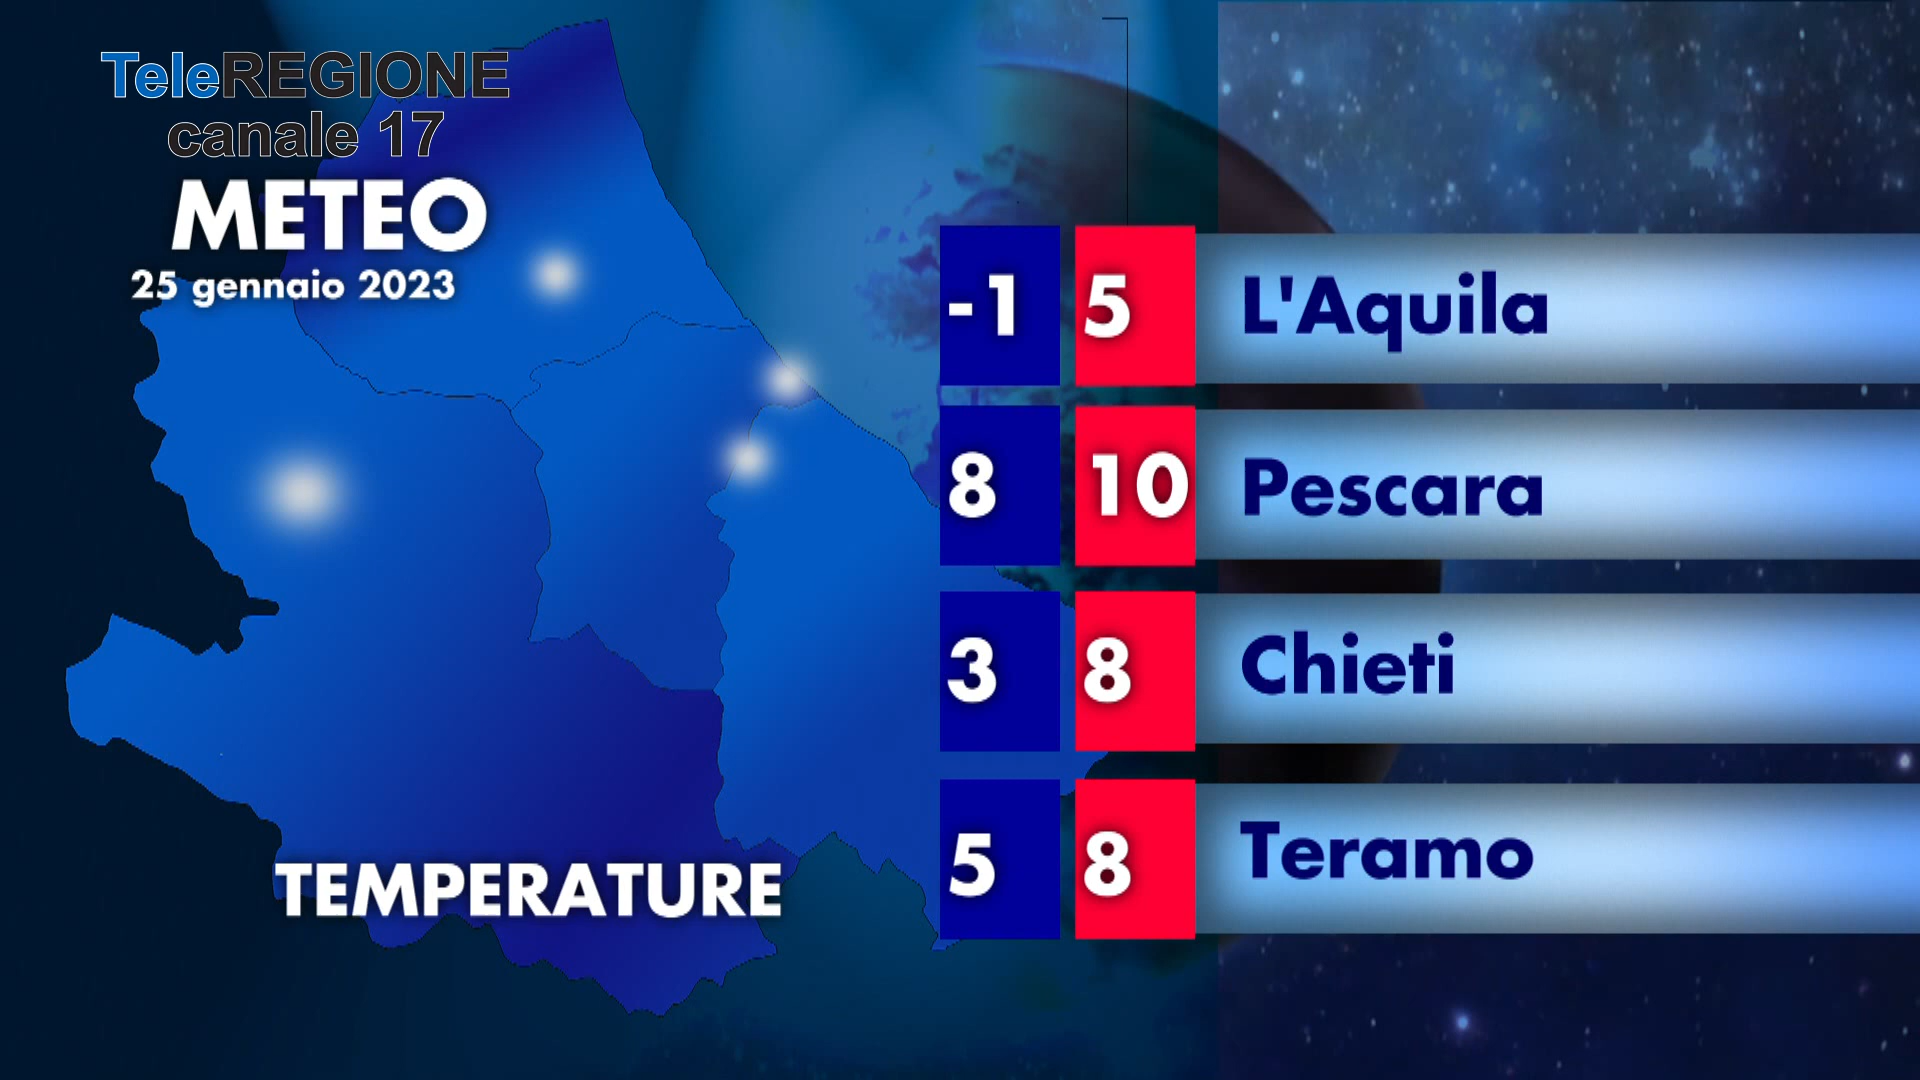 TeleREGIONE
canale 17
METEO
25 gennaio 2023
-1 5 L'Aquila
8 10 Pescara
3 8 Chieti
5 8 Teramo
TEMPERATURE